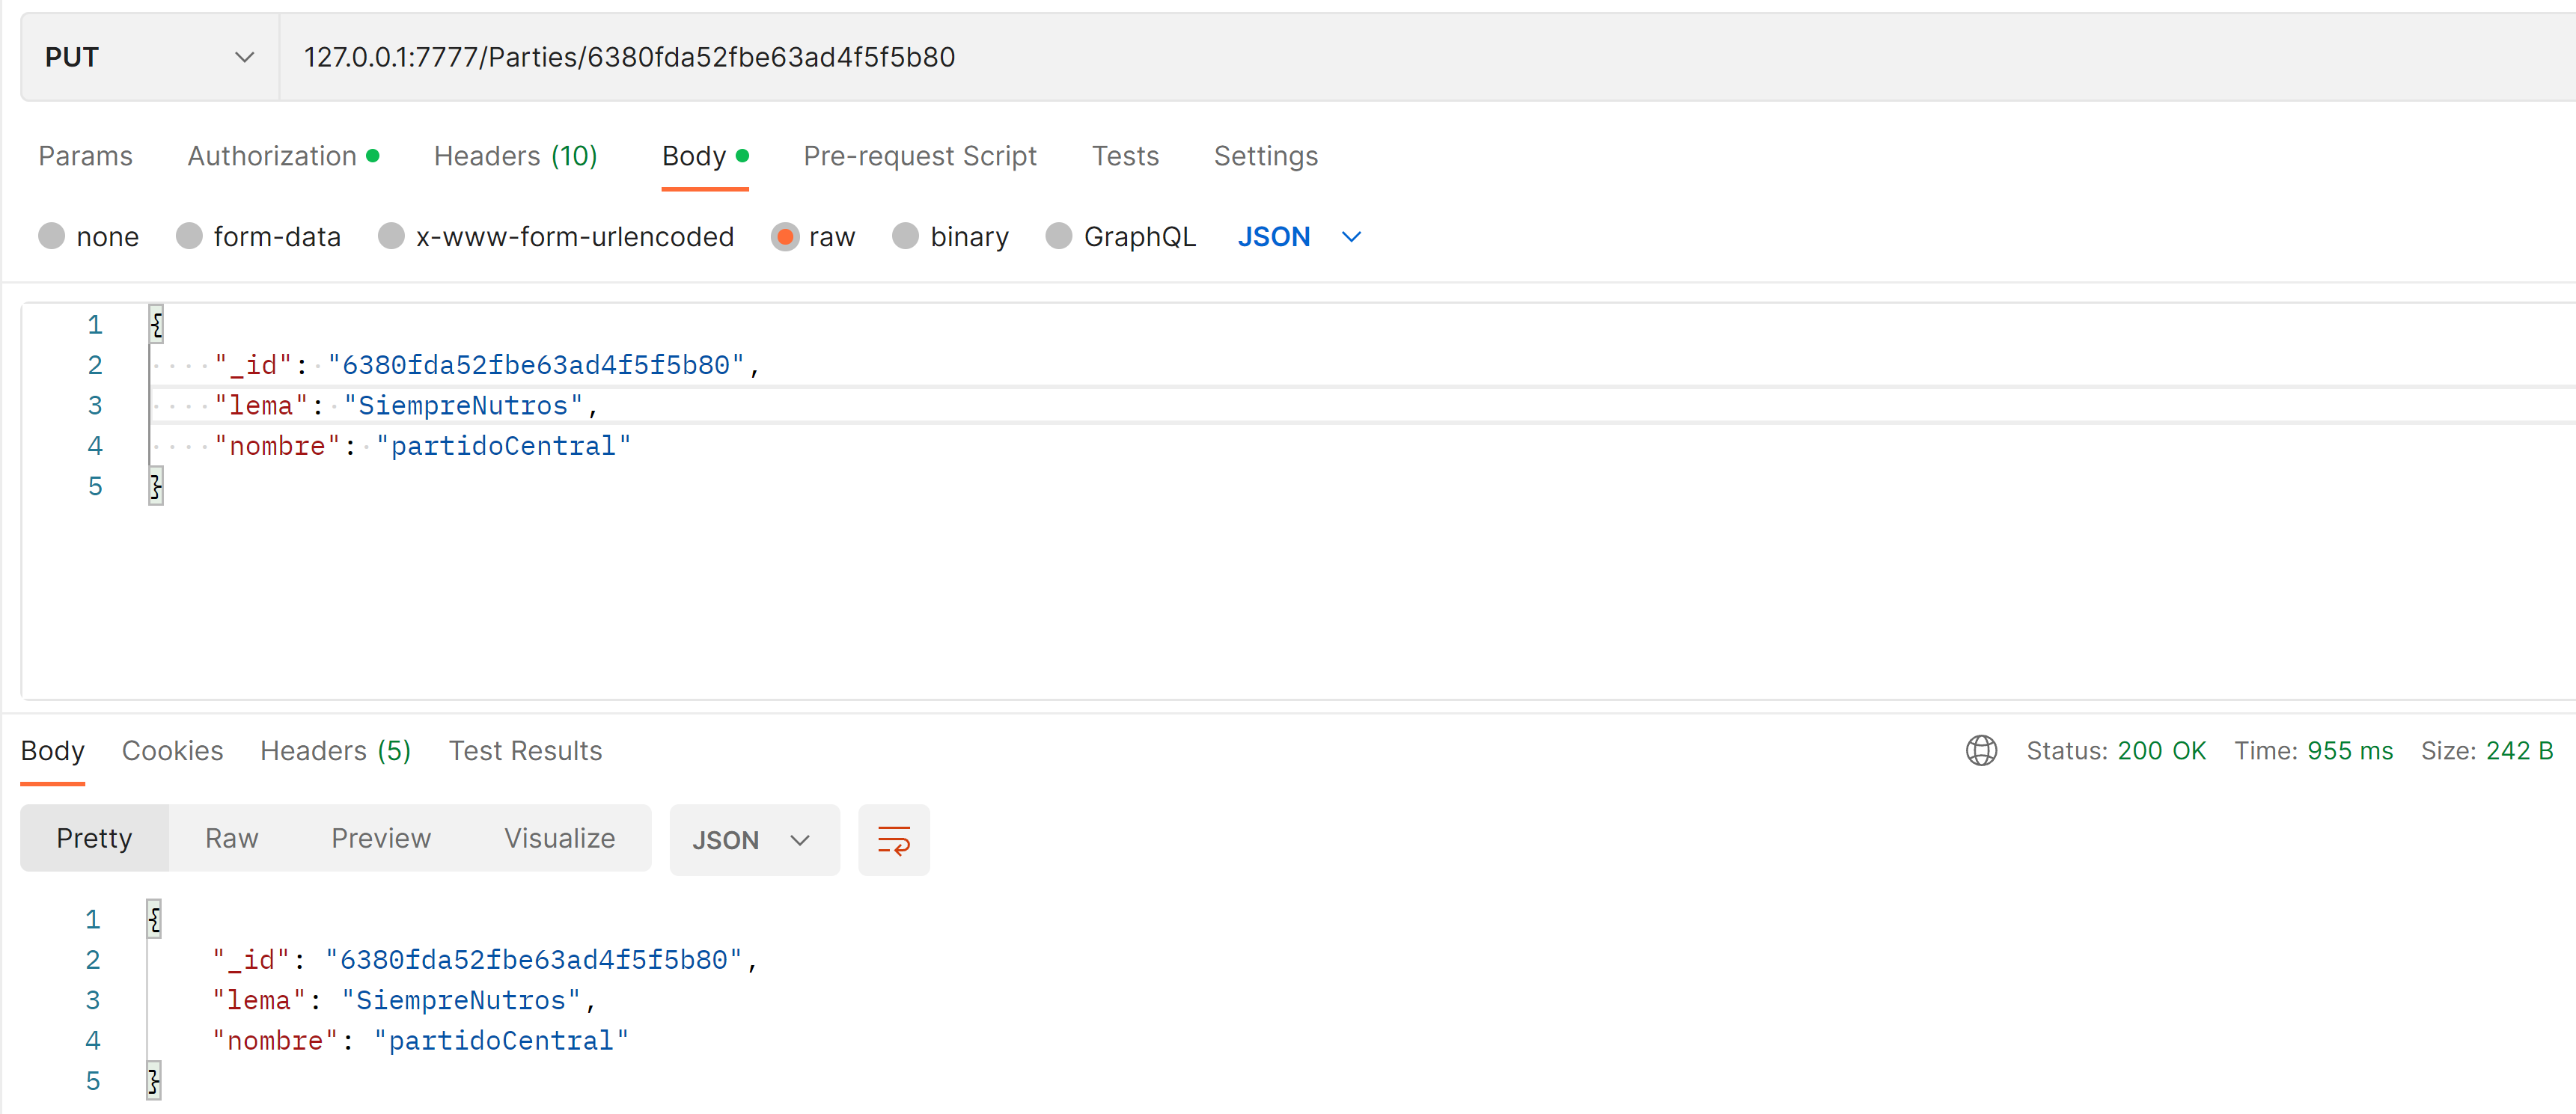 PUT 127.0.0.1:7777/Parties/6380fda52fbe63ad4f5f5b80
Params Authorization Headers (10) Body Pre-request Script Tests Settings
none form-data x-www-form-urlencoded raw binary GraphQL JSON
1 {
2 "_id": "6380fda52fbe63ad4f5f5b80",
3 "lema": "SiempreNutros",
4 "nombre": "partidoCentral"
5 }
Body Cookies Headers (5) Test Results Status: 200 OK Time: 955 ms Size: 242 B
Pretty Raw Preview Visualize JSON
1 {
2 "_id": "6380fda52fbe63ad4f5f5b80",
3 "lema": "SiempreNutros",
4 "nombre": "partidoCentral"
5 }